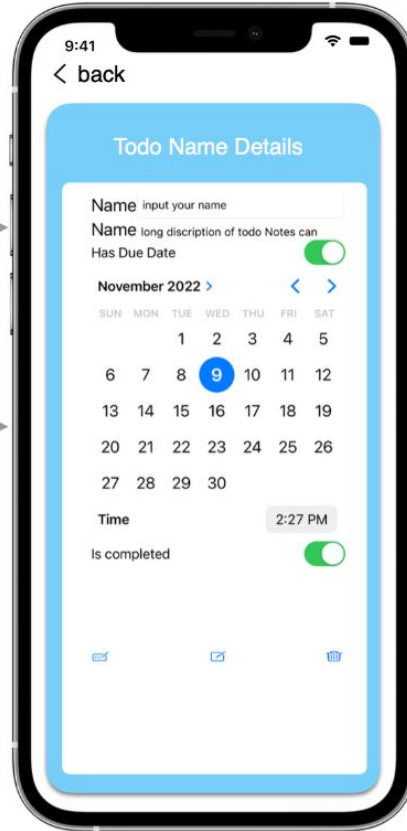 9:41
< back
Todo Name Details
Name input your name
Name long discription of todo Notes can
Has Due Date
November 2022 >
SUN MON TUE WED THU FRI SAT
1 2 3 4 5
6 7 8 9 10 11 12
13 14 15 16 17 18 19
20 21 22 23 24 25 26
27 28 29 30
Time 2:27 PM
Is completed